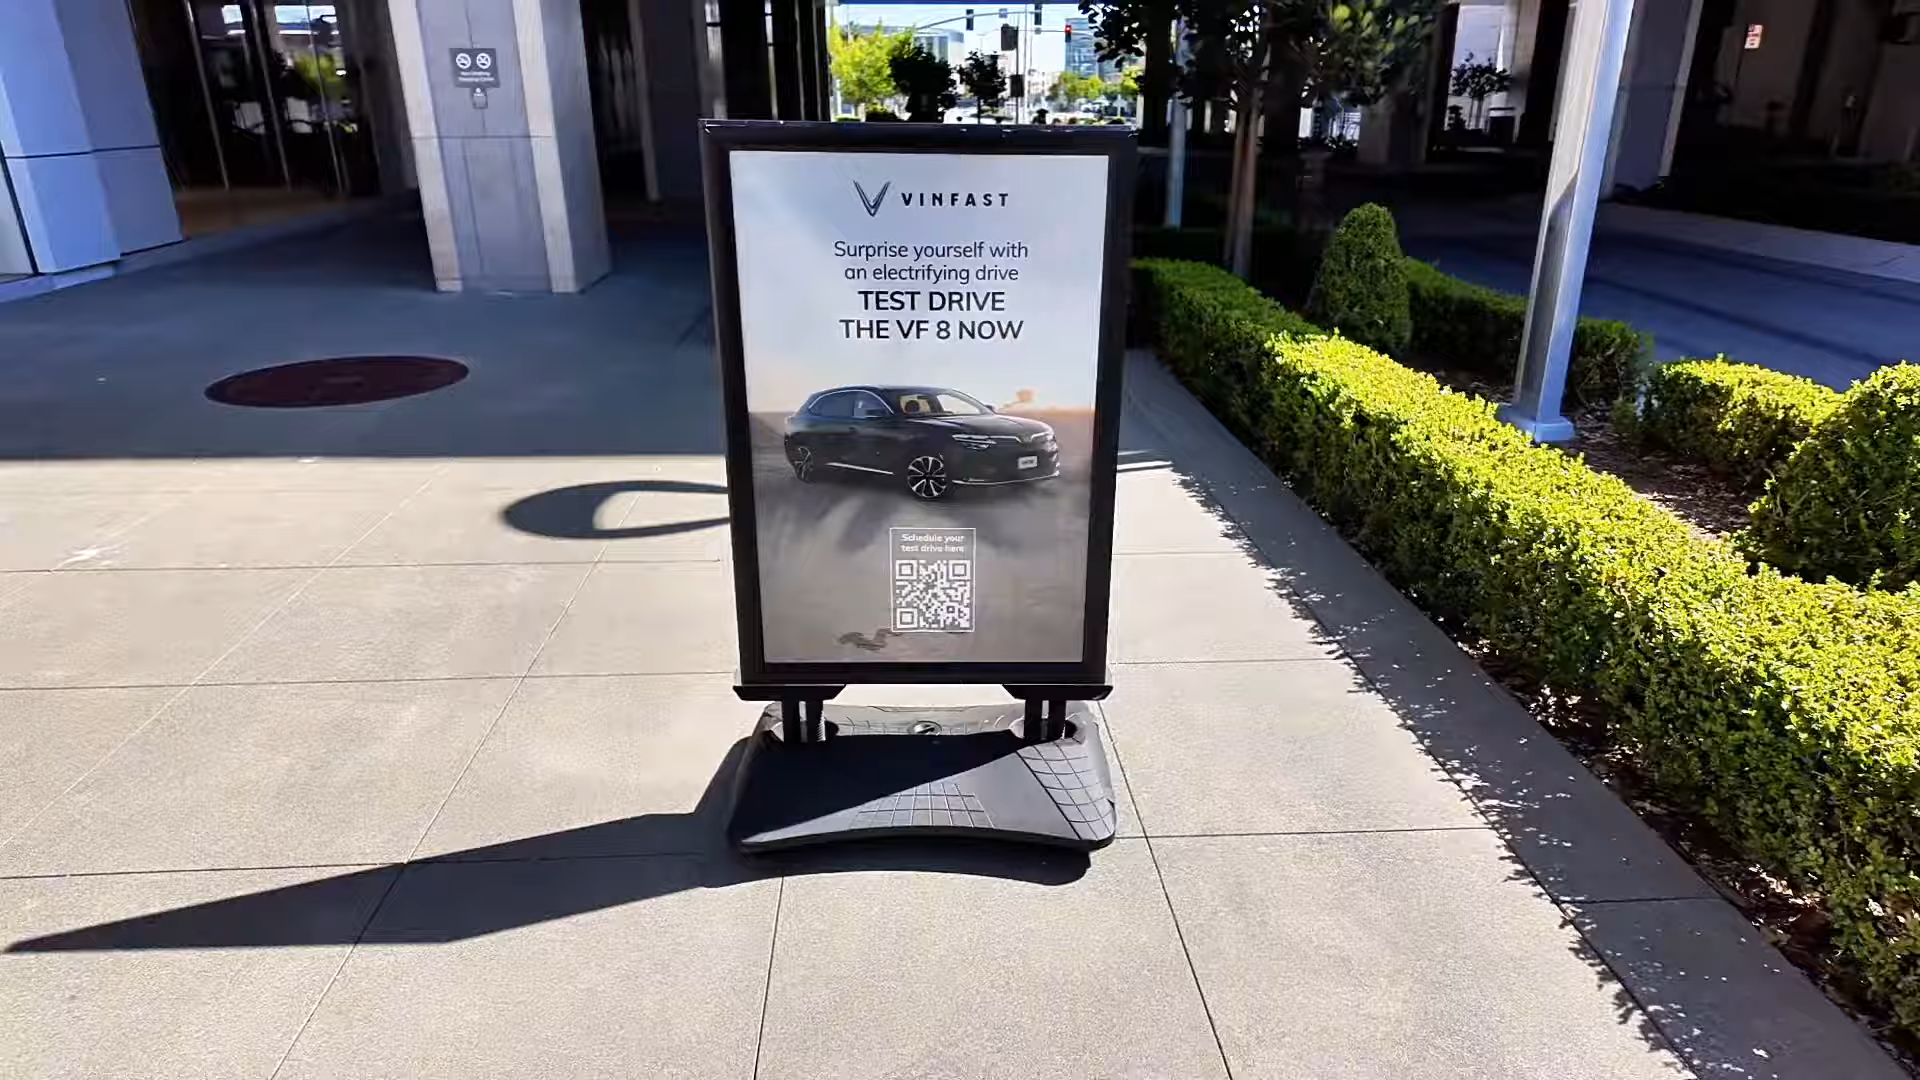 VINFAST
Surprise yourself with
an electrifying drive
TEST DRIVE
THE VF 8 NOW
Schedule your
test drive here